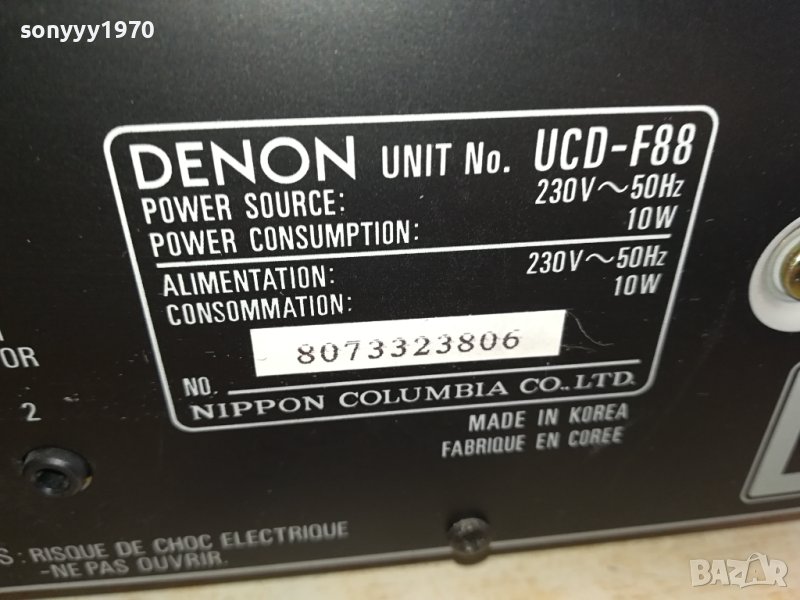 sonyyy1970
DENON UNIT No. UCD-F88
POWER SOURCE: 230V～50Hz
POWER CONSUMPTION: 10W
ALIMENTATION: 230V～50Hz
CONSOMMATION: 10W
8073323806
NO.
NIPPON COLUMBIA CO.,LTD.
MADE IN KOREA
FABRIQUE EN COREE
OR
2
S : RISQUE DE CHOC ELECTRIQUE
-NE PAS OUVRIR.
BAZAR